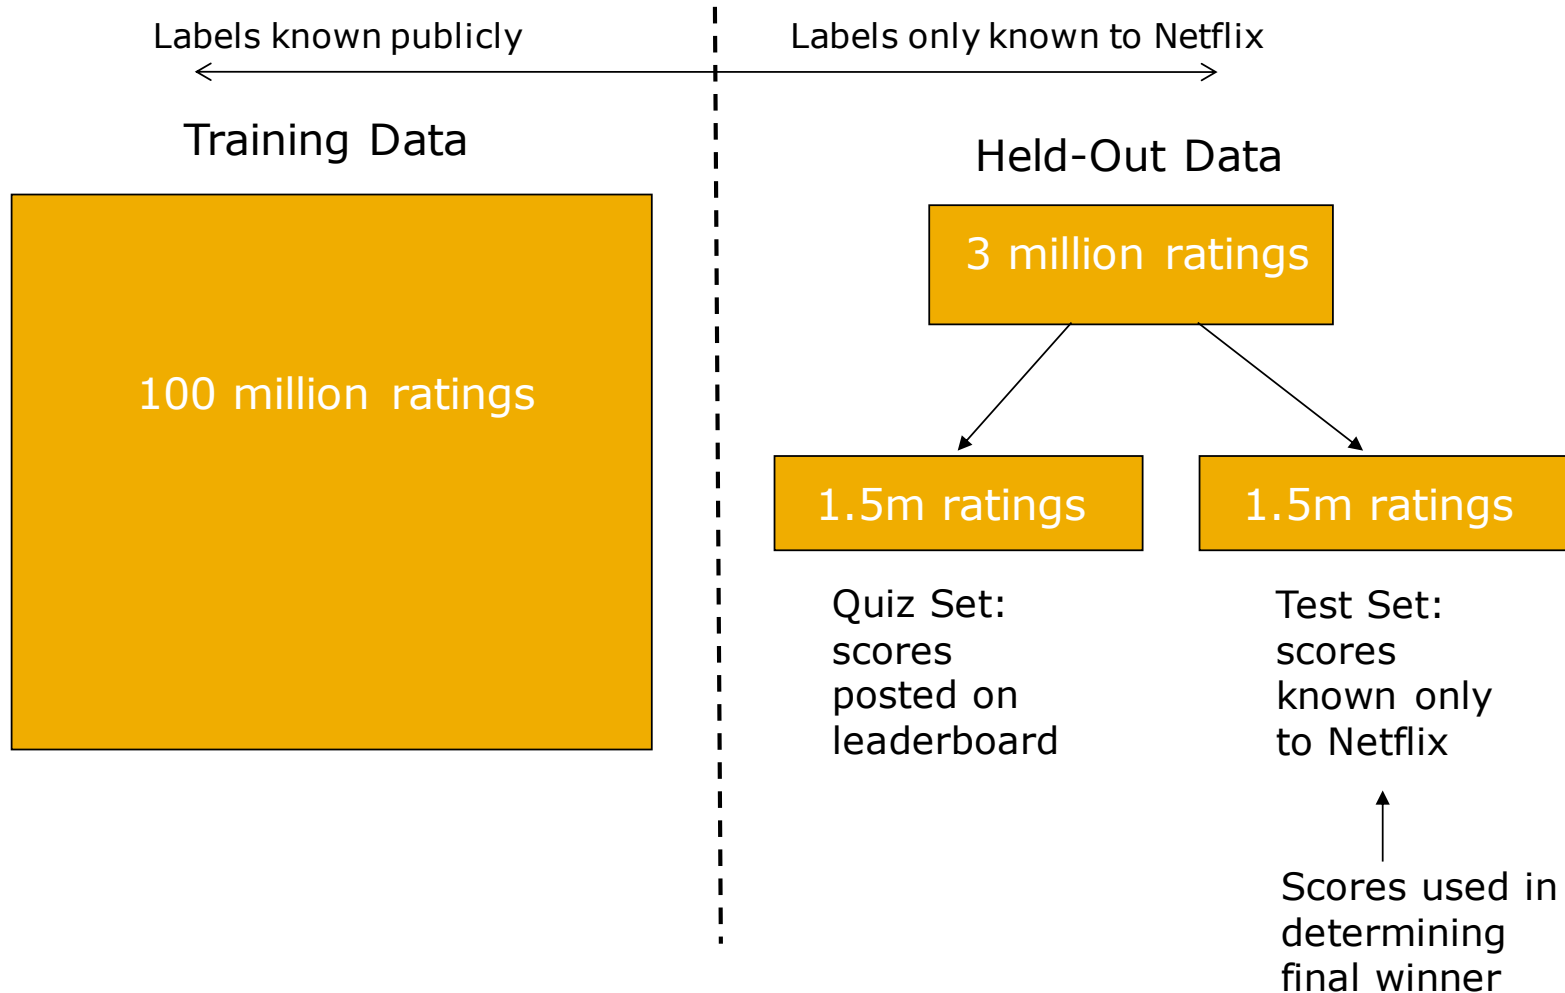 Labels known publicly
Labels only known to Netflix
Training Data
Held-Out Data
100 million ratings
3 million ratings
1.5m ratings
1.5m ratings
Quiz Set:
scores
posted on
leaderboard
Test Set:
scores
known only
to Netflix
Scores used in
determining
final winner